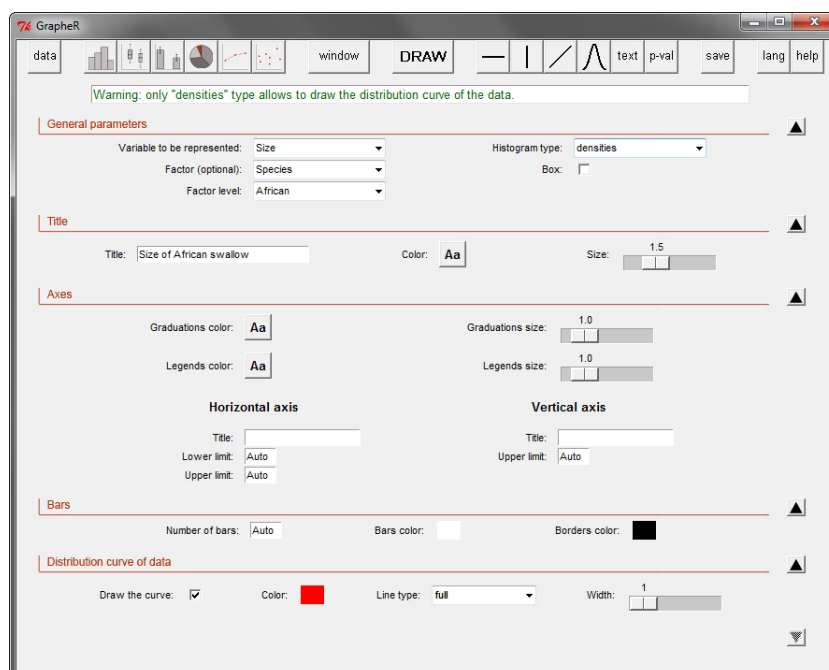 GrapheR
data window DRAW text p-val save lang help
Warning: only "densities" type allows to draw the distribution curve of the data.
General parameters
Variable to be represented: Size Histogram type: densities
Factor (optional): Species Box:
Factor level: African
Title
1.5
Title: Size of African swallow Color: Aa Size:
Axes
1.0
Graduations color: Aa Graduations size:
1.0
Legends color: Aa Legends size:
Horizontal axis Vertical axis
Title: Title:
Lower limit: Auto Upper limit: Auto
Upper limit: Auto
Bars
Number of bars: Auto Bars color: Borders color:
Distribution curve of data
1
Draw the curve: Color: Line type: full Width: